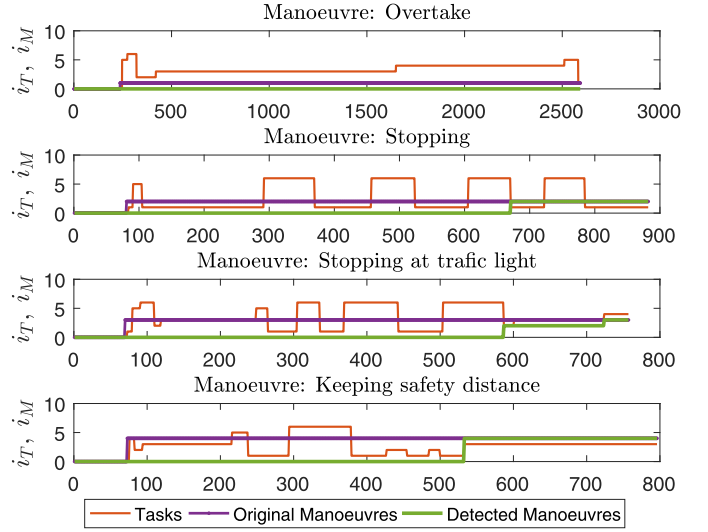 Manoeuvre: Overtake
10
5
0
i_T, i_M
0 500 1000 1500 2000 2500 3000
Manoeuvre: Stopping
10
5
0
i_T, i_M
0 100 200 300 400 500 600 700 800 900
Manoeuvre: Stopping at trafic light
10
5
0
i_T, i_M
0 100 200 300 400 500 600 700 800
Manoeuvre: Keeping safety distance
10
5
0
i_T, i_M
0 100 200 300 400 500 600 700 800
Tasks Original Manoeuvres Detected Manoeuvres